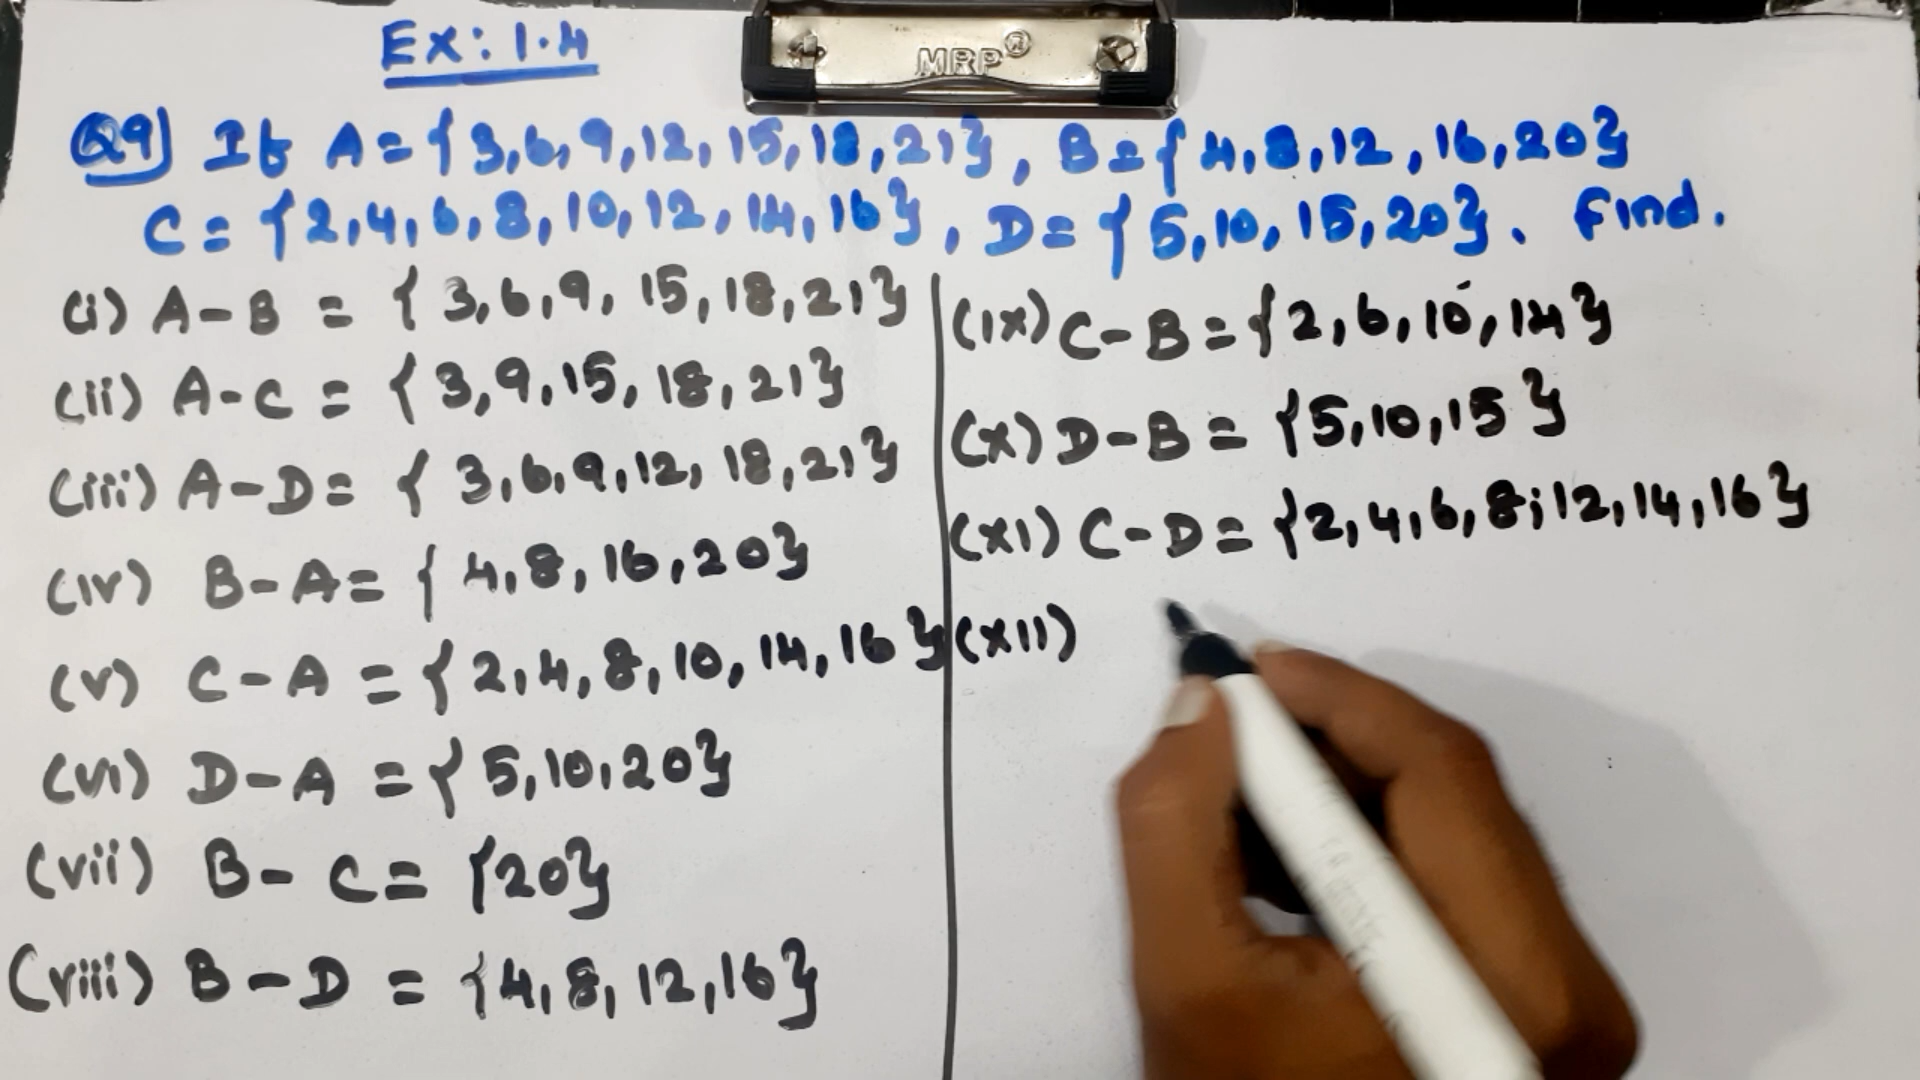 Ex: 1.4
MRP®
Q9) If A = {3,6,9,12,15,18,21}, B = {4,8,12,16,20}
C = {2,4,6,8,10,12,14,16}, D = {5,10,15,20}. Find.
(i) A-B = {3,6,9, 15,18,21}
(ii) A-C = {3,9,15, 18,21}
(iii) A-D = {3,6,9,12, 18,21}
(iv) B-A = {4,8,16,20}
(v) C-A = {2,4,8,10,14,16}
(vi) D-A = {5,10,20}
(vii) B-C = {20}
(viii) B-D = {4,8,12,16}
(ix) C-B = {2,6,10,14}
(x) D-B = {5,10,15}
(xi) C-D = {2,4,6,8,12,14,16}
(xii)